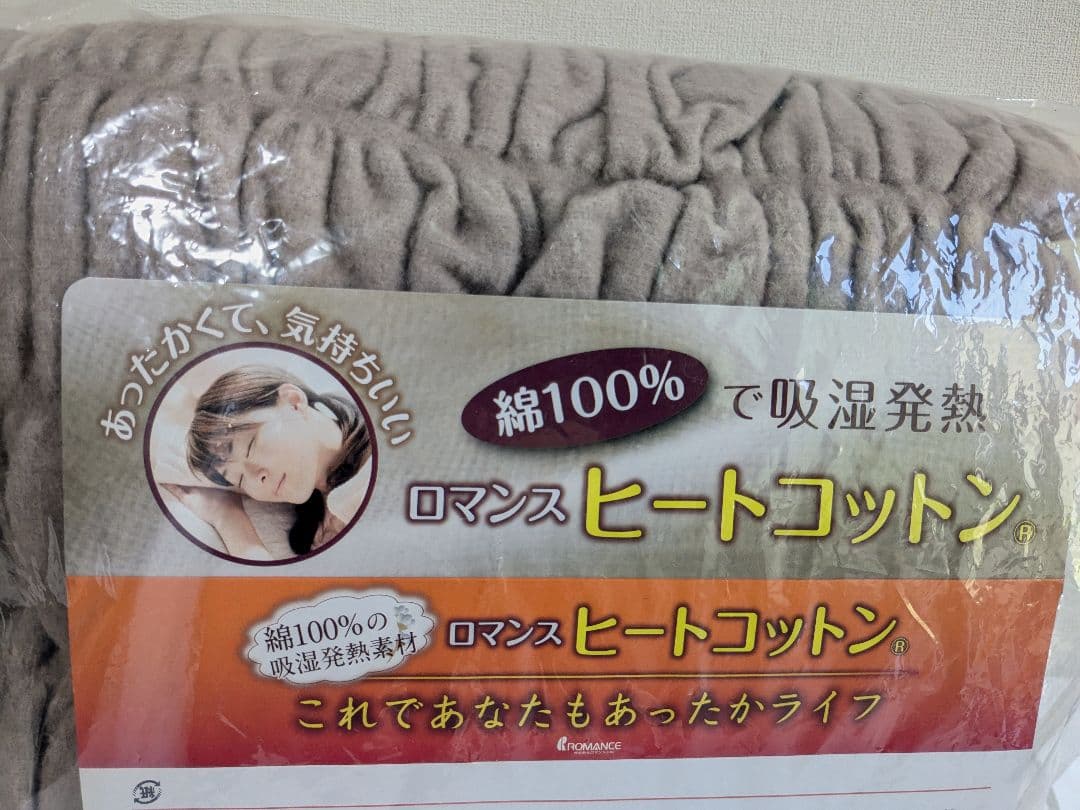 あったかくて、気持ちいい
綿100%で吸湿発熱
ロマンス ヒートコットン®
綿100%の
吸湿発熱素材
ロマンス ヒートコットン®
これであなたもあったかライフ
ROMANCE
紙